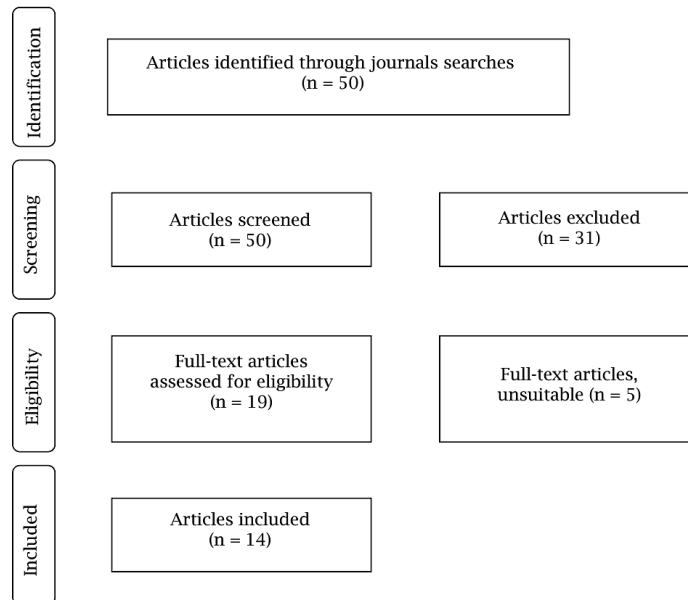 Identification
Articles identified through journals searches
(n = 50)
Screening
Articles screened
(n = 50)
Articles excluded
(n = 31)
Eligibility
Full-text articles
assessed for eligibility
(n = 19)
Full-text articles,
unsuitable (n = 5)
Included
Articles included
(n = 14)